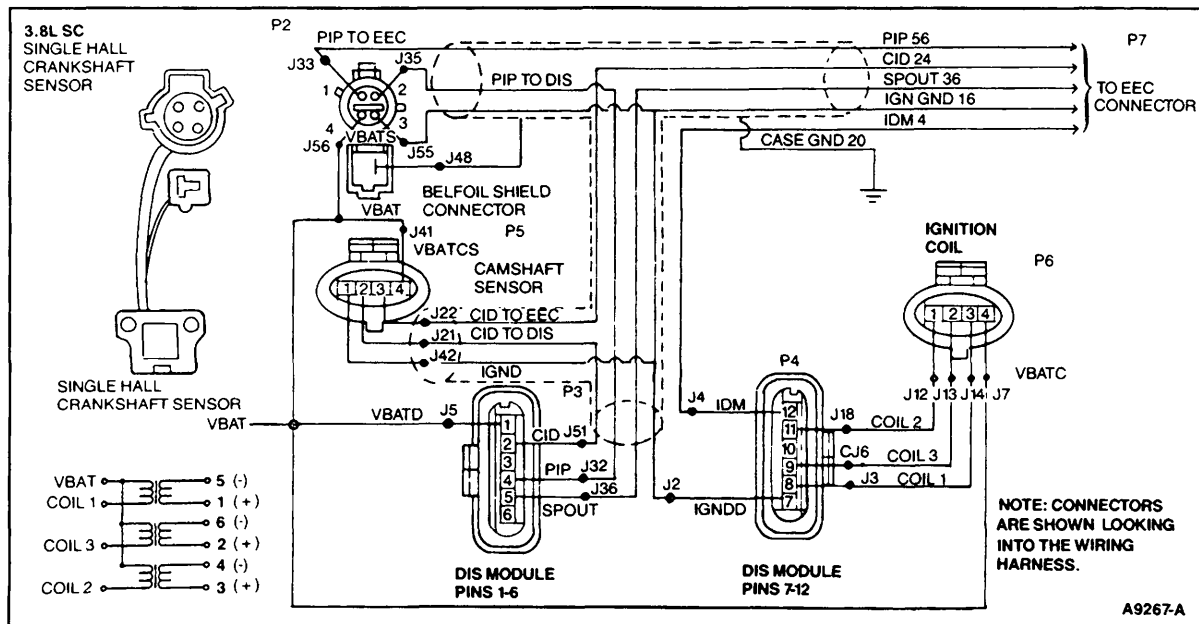 3.8L SC
SINGLE HALL
CRANKSHAFT
SENSOR
P2
PIP TO EEC
J33
J35
PIP TO DIS
1
2
4
3
VBATS
J56
J55
J48
BELFOIL SHIELD
CONNECTOR
VBAT
J41
P5
VBATCS
CAMSHAFT
SENSOR
1 2 3 4
J22 CID TO EEC
J21 CID TO DIS
J42
IGND
PIP 56
CID 24
SPOUT 36
IGN GND 16
IDM 4
CASE GND 20
P7
TO EEC
CONNECTOR
IGNITION
COIL
P6
1 2 3 4
VBATC
J12 J13 J14 J7
SINGLE HALL
CRANKSHAFT SENSOR
VBAT
VBATD
J5
P3
1
2
3
4
5
6
CID J51
PIP
J32
J36
SPOUT
DIS MODULE
PINS 1-6
P4
J4
IDM
J2
IGNDD
12
11
10
9
8
7
J18
COIL 2
CJ6
COIL 3
J3
COIL 1
DIS MODULE
PINS 7-12
VBAT
COIL 1
COIL 3
COIL 2
5 (-)
1 (+)
6 (-)
2 (+)
4 (-)
3 (+)
NOTE: CONNECTORS
ARE SHOWN LOOKING
INTO THE WIRING
HARNESS.
A9267-A